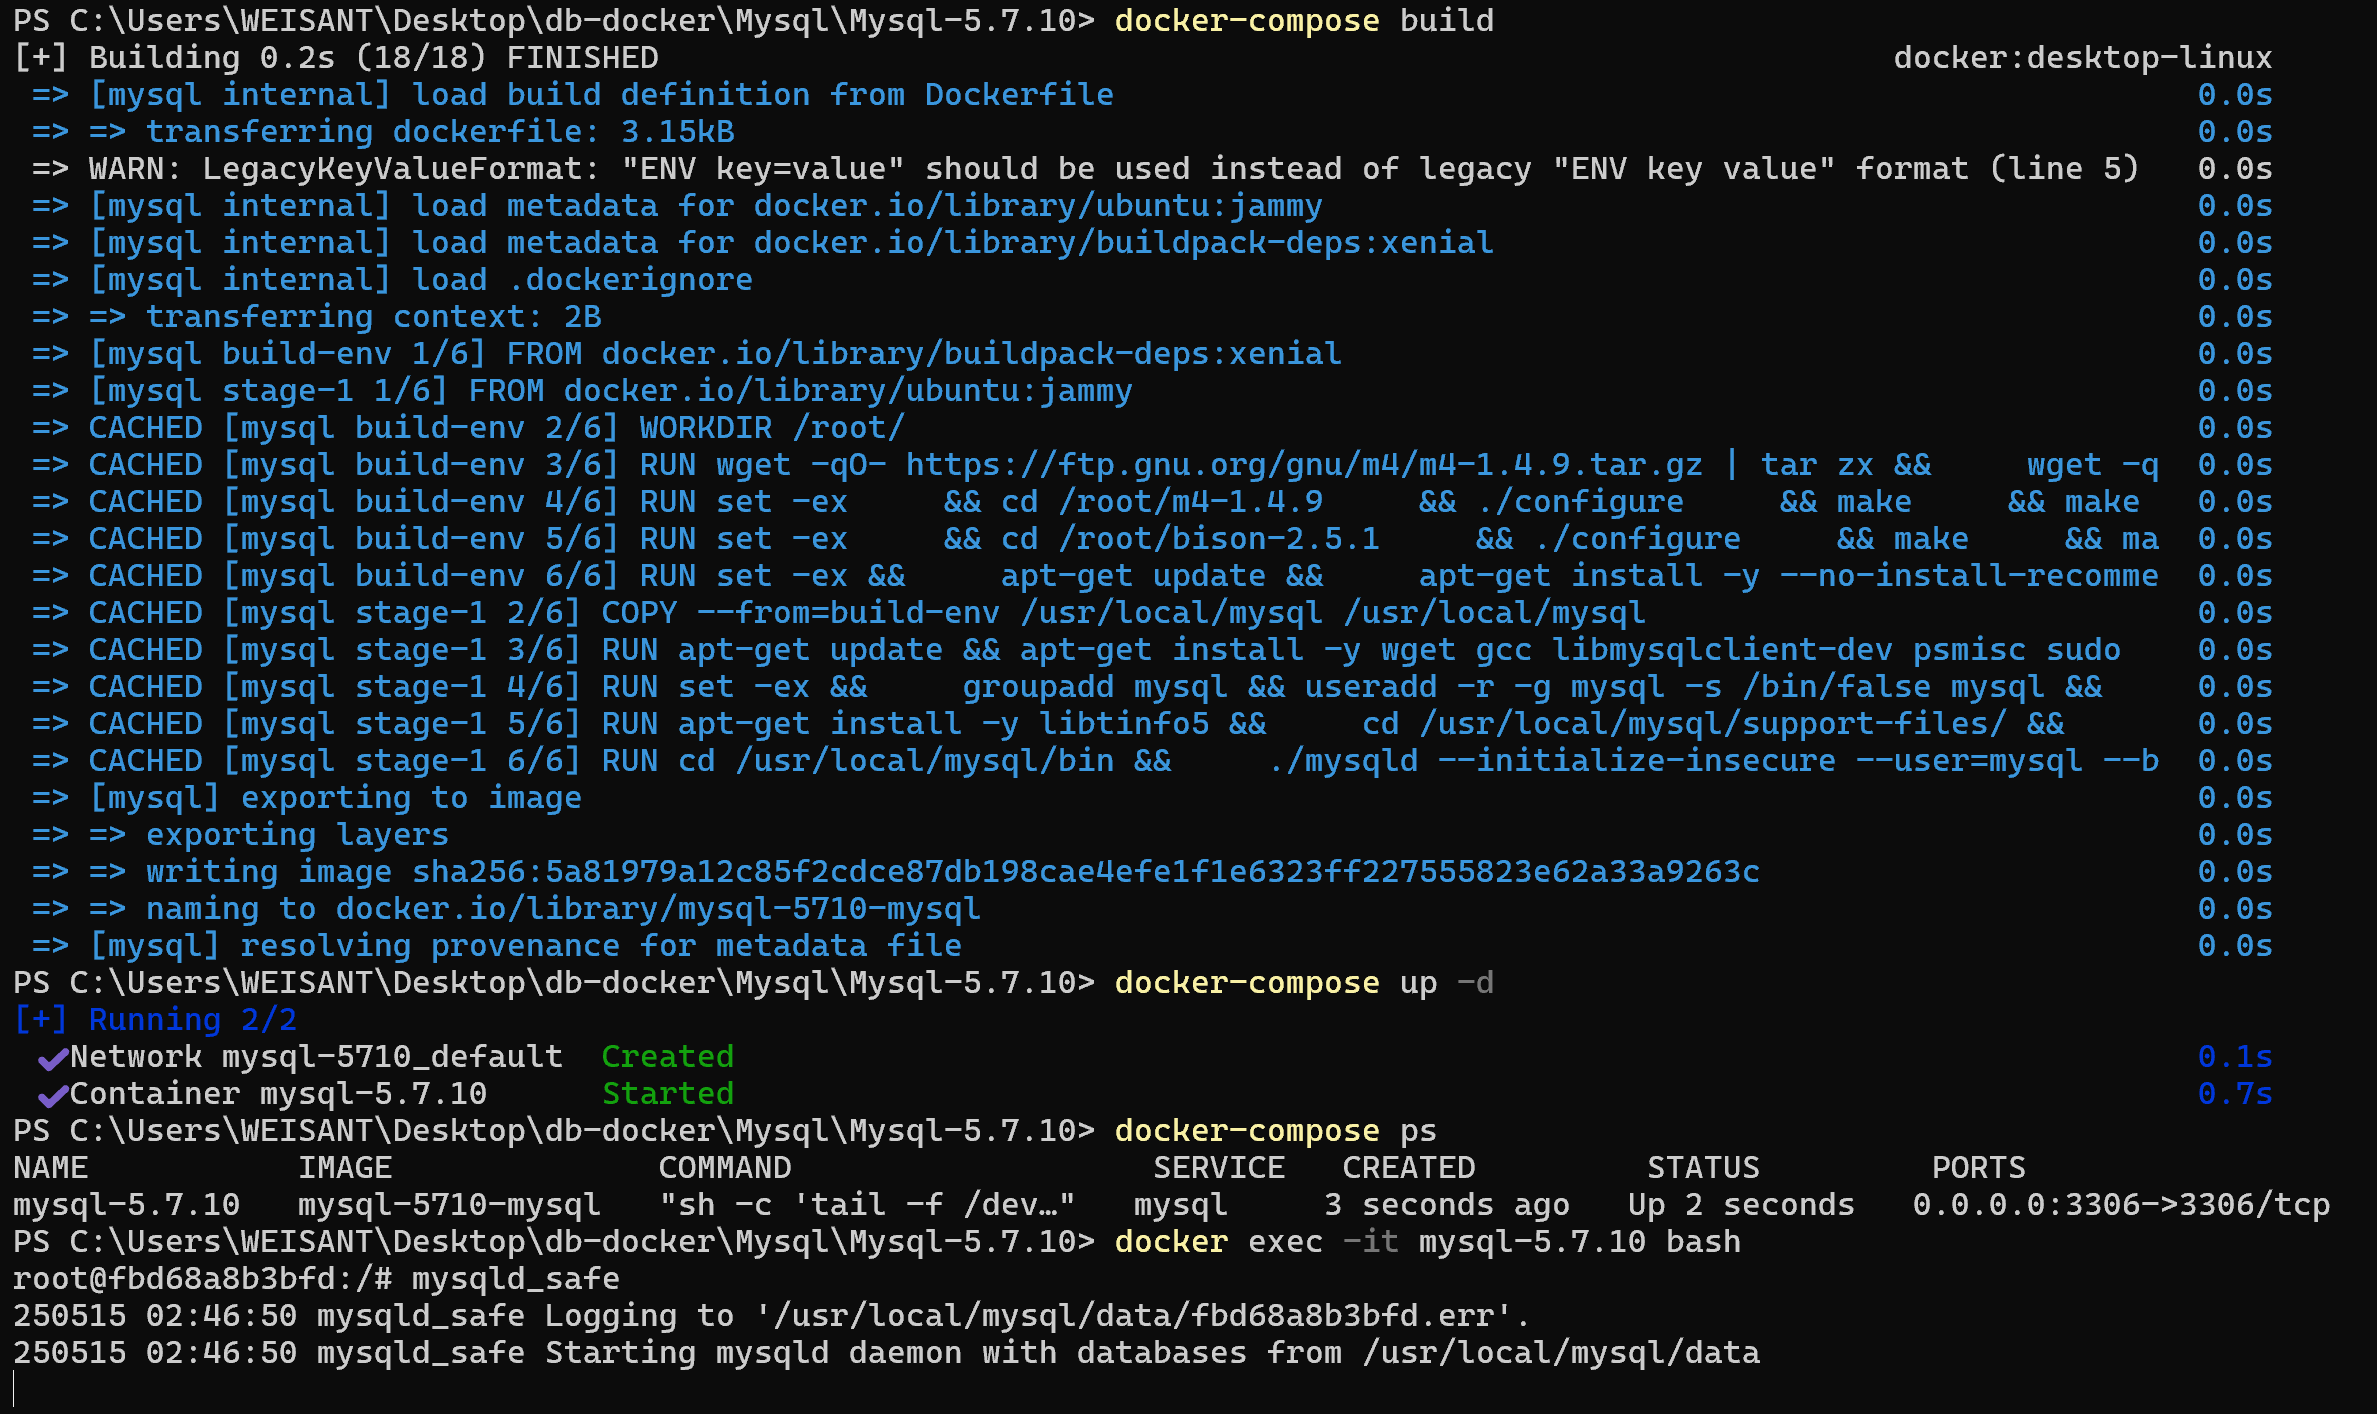 PS C:\Users\WEISANT\Desktop\db-docker\Mysql\Mysql-5.7.10> docker-compose build
[+] Building 0.2s (18/18) FINISHED docker:desktop-linux
=> [mysql internal] load build definition from Dockerfile 0.0s
=> => transferring dockerfile: 3.15kB 0.0s
=> WARN: LegacyKeyValueFormat: "ENV key=value" should be used instead of legacy "ENV key value" format (line 5) 0.0s
=> [mysql internal] load metadata for docker.io/library/ubuntu:jammy 0.0s
=> [mysql internal] load metadata for docker.io/library/buildpack-deps:xenial 0.0s
=> [mysql internal] load .dockerignore 0.0s
=> => transferring context: 2B 0.0s
=> [mysql build-env 1/6] FROM docker.io/library/buildpack-deps:xenial 0.0s
=> [mysql stage-1 1/6] FROM docker.io/library/ubuntu:jammy 0.0s
=> CACHED [mysql build-env 2/6] WORKDIR /root/ 0.0s
=> CACHED [mysql build-env 3/6] RUN wget -qO- https://ftp.gnu.org/gnu/m4/m4-1.4.9.tar.gz | tar zx && wget -q 0.0s
=> CACHED [mysql build-env 4/6] RUN set -ex && cd /root/m4-1.4.9 && ./configure && make && make 0.0s
=> CACHED [mysql build-env 5/6] RUN set -ex && cd /root/bison-2.5.1 && ./configure && make && ma 0.0s
=> CACHED [mysql build-env 6/6] RUN set -ex && apt-get update && apt-get install -y --no-install-recomme 0.0s
=> CACHED [mysql stage-1 2/6] COPY --from=build-env /usr/local/mysql /usr/local/mysql 0.0s
=> CACHED [mysql stage-1 3/6] RUN apt-get update && apt-get install -y wget gcc libmysqlclient-dev psmisc sudo 0.0s
=> CACHED [mysql stage-1 4/6] RUN set -ex && groupadd mysql && useradd -r -g mysql -s /bin/false mysql && 0.0s
=> CACHED [mysql stage-1 5/6] RUN apt-get install -y libtinfo5 && cd /usr/local/mysql/support-files/ && 0.0s
=> CACHED [mysql stage-1 6/6] RUN cd /usr/local/mysql/bin && ./mysqld --initialize-insecure --user=mysql --b 0.0s
=> [mysql] exporting to image 0.0s
=> => exporting layers 0.0s
=> => writing image sha256:5a81979a12c85f2cdce87db198cae4efe1f1e6323ff227555823e62a33a9263c 0.0s
=> => naming to docker.io/library/mysql-5710-mysql 0.0s
=> [mysql] resolving provenance for metadata file 0.0s
PS C:\Users\WEISANT\Desktop\db-docker\Mysql\Mysql-5.7.10> docker-compose up -d
[+] Running 2/2
✔Network mysql-5710_default Created 0.1s
✔Container mysql-5.7.10 Started 0.7s
PS C:\Users\WEISANT\Desktop\db-docker\Mysql\Mysql-5.7.10> docker-compose ps
NAME IMAGE COMMAND SERVICE CREATED STATUS PORTS
mysql-5.7.10 mysql-5710-mysql "sh -c 'tail -f /dev…" mysql 3 seconds ago Up 2 seconds 0.0.0.0:3306->3306/tcp
PS C:\Users\WEISANT\Desktop\db-docker\Mysql\Mysql-5.7.10> docker exec -it mysql-5.7.10 bash
root@fbd68a8b3bfd:/# mysqld_safe
250515 02:46:50 mysqld_safe Logging to '/usr/local/mysql/data/fbd68a8b3bfd.err'.
250515 02:46:50 mysqld_safe Starting mysqld daemon with databases from /usr/local/mysql/data